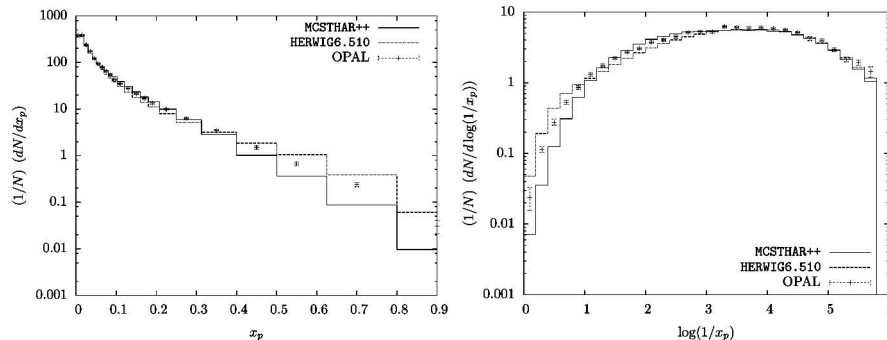 1000
100
10
1
0.1
0.01
0.001
(1/N) (dN/dx_p)
MCSTHAR++
HERWIG6.510
OPAL
0 0.1 0.2 0.3 0.4 0.5 0.6 0.7 0.8 0.9
x_p
10
1
0.1
0.01
0.001
(1/N) (dN/d log(1/x_p))
MCSTHAR++
HERWIG6.510
OPAL
0 1 2 3 4 5
log(1/x_p)